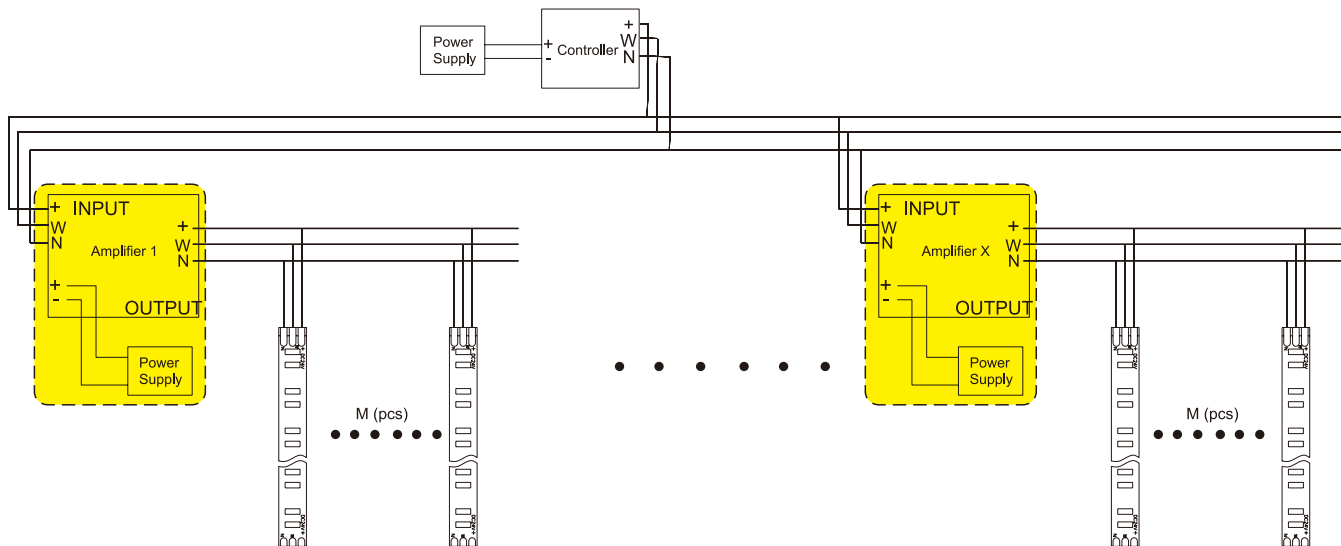 Power
Supply
+
-
Controller
+
W
N
+
W
N
INPUT
Amplifier 1
+
W
N
+
-
OUTPUT
Power
Supply
M (pcs)
+
W
N
INPUT
Amplifier X
+
W
N
+
-
OUTPUT
Power
Supply
M (pcs)